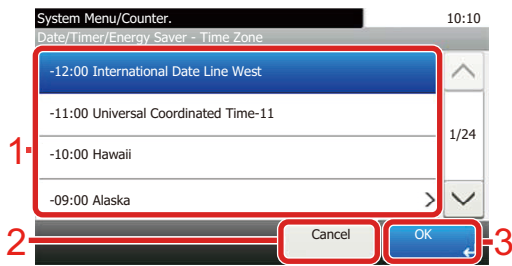 System Menu/Counter. 10:10
Date/Timer/Energy Saver - Time Zone
-12:00 International Date Line West
-11:00 Universal Coordinated Time-11
1/24
1
-10:00 Hawaii
-09:00 Alaska
2 Cancel OK 3